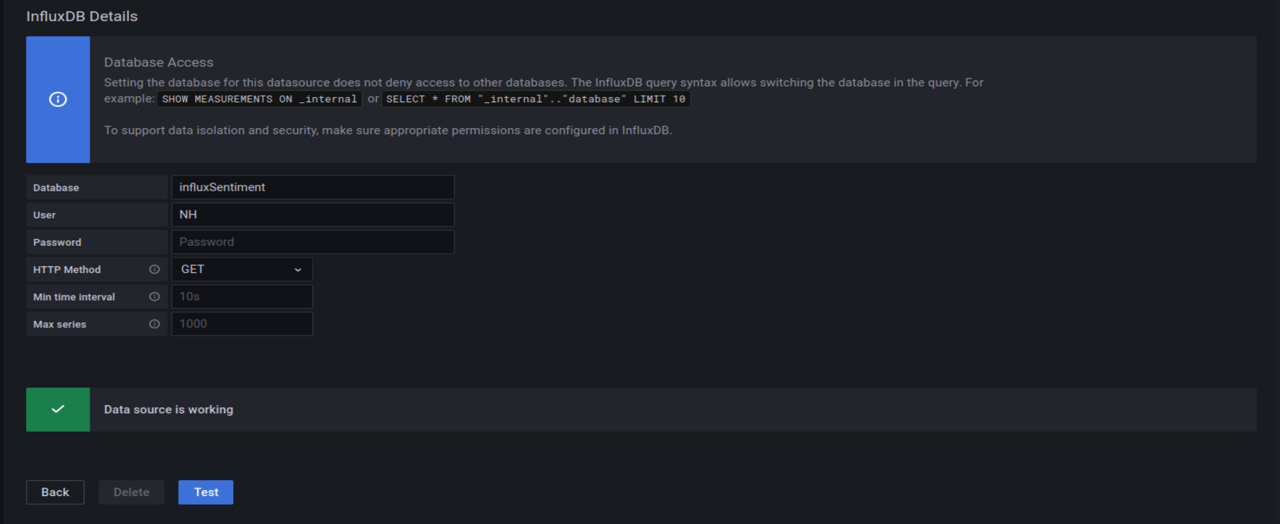 InfluxDB Details
Database Access
Setting the database for this datasource does not deny access to other databases. The InfluxDB query syntax allows switching the database in the query. For
example: SHOW MEASUREMENTS ON _internal or SELECT * FROM "_internal".."database" LIMIT 10
To support data isolation and security, make sure appropriate permissions are configured in InfluxDB.
Database influxSentiment
User NH
Password Password
HTTP Method GET
Min time interval 10s
Max series 1000
Data source is working
Back Delete Test